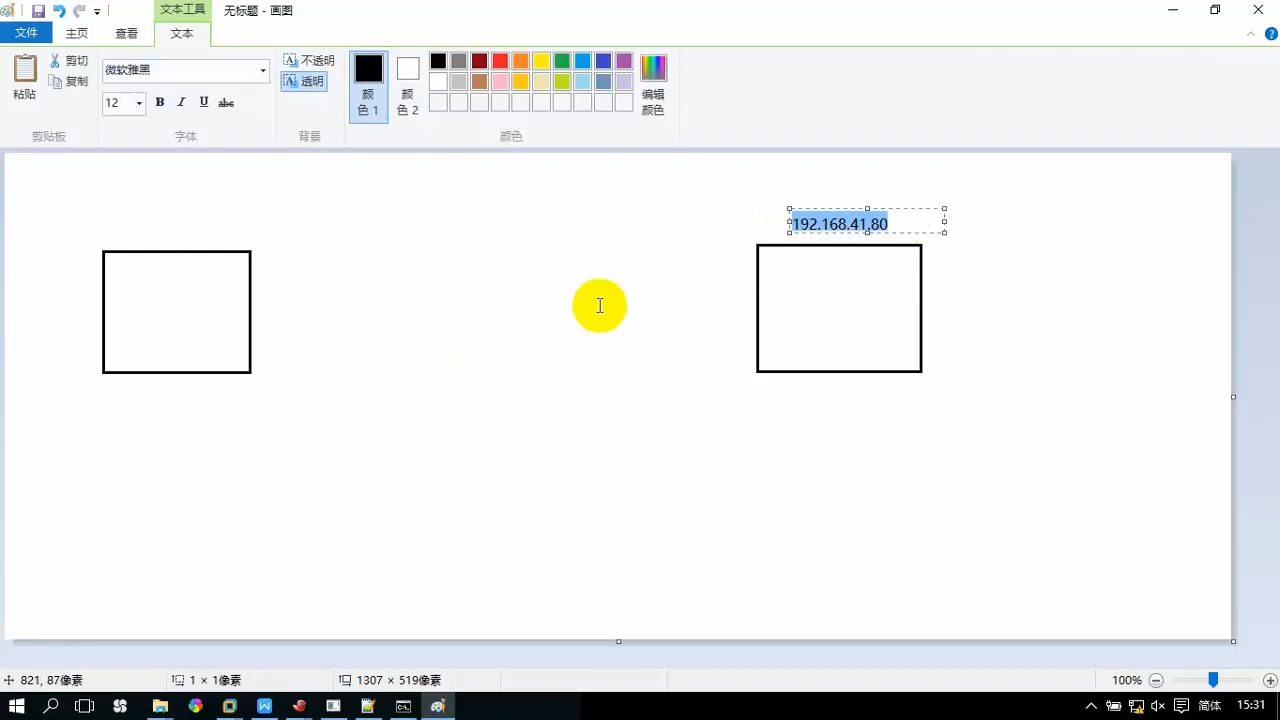 文本工具 无标题 - 画图
文件 主页 查看 文本
粘贴 剪切 复制
微软雅黑
12 B I U abc
不透明
透明
颜色 1
颜色 2
编辑颜色
剪贴板 字体 背景 颜色
192.168.41.80
821, 87像素 1 × 1像素 1307 × 519像素 100%
简体 15:31